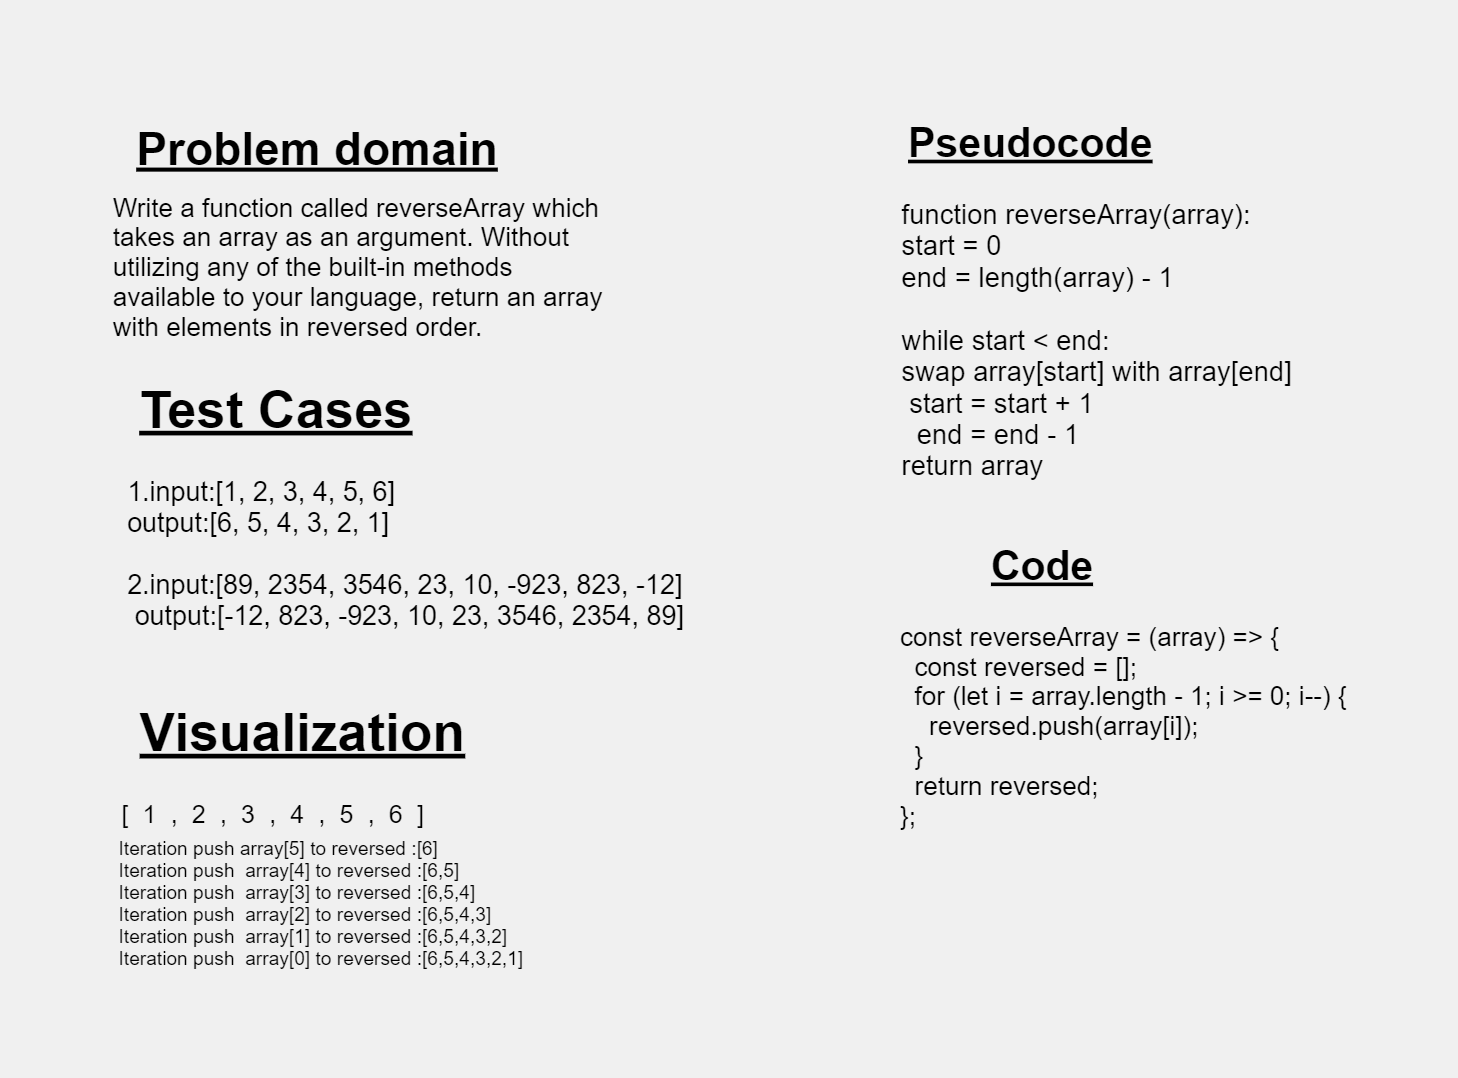 Problem domain
Write a function called reverseArray which
takes an array as an argument. Without
utilizing any of the built-in methods
available to your language, return an array
with elements in reversed order.
Test Cases
1.input:[1, 2, 3, 4, 5, 6]
output:[6, 5, 4, 3, 2, 1]
2.input:[89, 2354, 3546, 23, 10, -923, 823, -12]
output:[-12, 823, -923, 10, 23, 3546, 2354, 89]
Visualization
[ 1 , 2 , 3 , 4 , 5 , 6 ]
Iteration push array[5] to reversed :[6]
Iteration push  array[4] to reversed :[6,5]
Iteration push  array[3] to reversed :[6,5,4]
Iteration push  array[2] to reversed :[6,5,4,3]
Iteration push  array[1] to reversed :[6,5,4,3,2]
Iteration push  array[0] to reversed :[6,5,4,3,2,1]
Pseudocode
function reverseArray(array):
start = 0
end = length(array) - 1
while start < end:
swap array[start] with array[end]
start = start + 1
end = end - 1
return array
Code
const reverseArray = (array) => {
const reversed = [];
for (let i = array.length - 1; i >= 0; i--) {
reversed.push(array[i]);
}
return reversed;
};